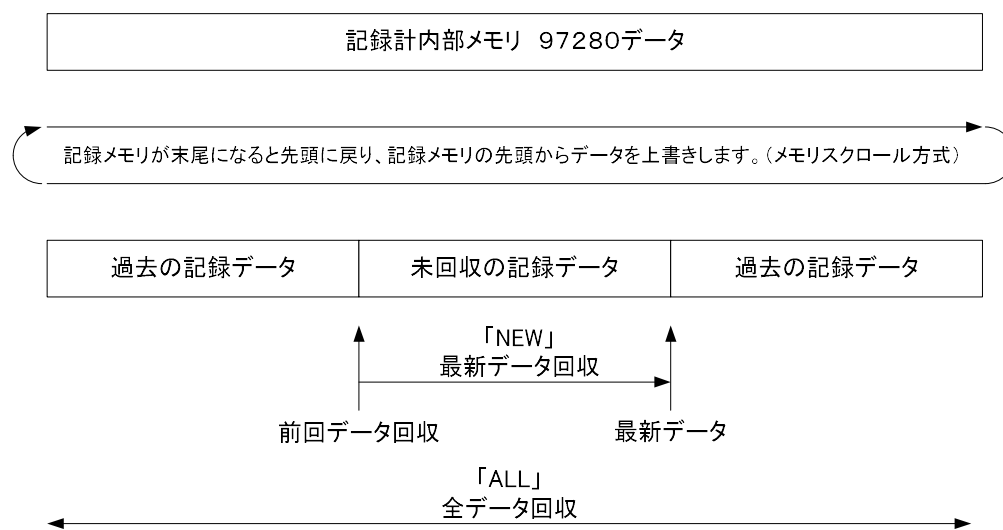 記録計内部メモリ 97280データ
記録メモリが末尾になると先頭に戻り、記録メモリの先頭からデータを上書きします。(メモリスクロール方式)
過去の記録データ 未回収の記録データ 過去の記録データ
「NEW」
最新データ回収
前回データ回収 最新データ
「ALL」
全データ回収